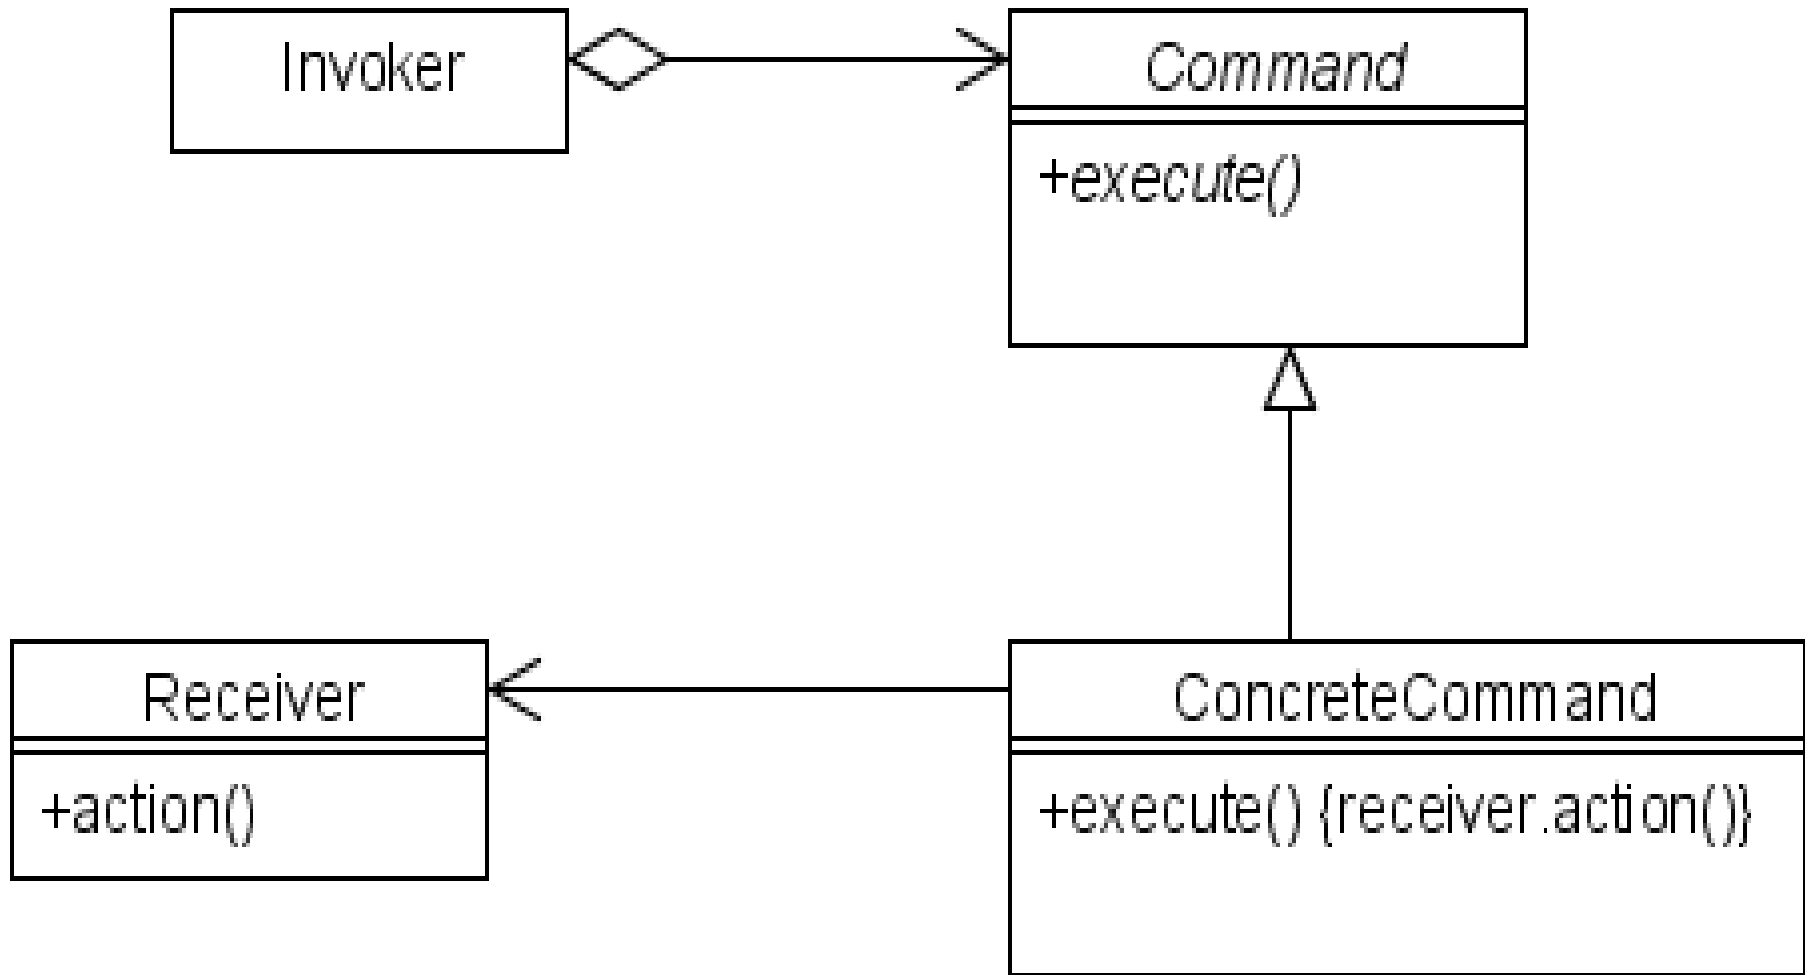 Invoker
Command
+execute()
Receiver
+action()
ConcreteCommand
+execute() {receiver.action()}